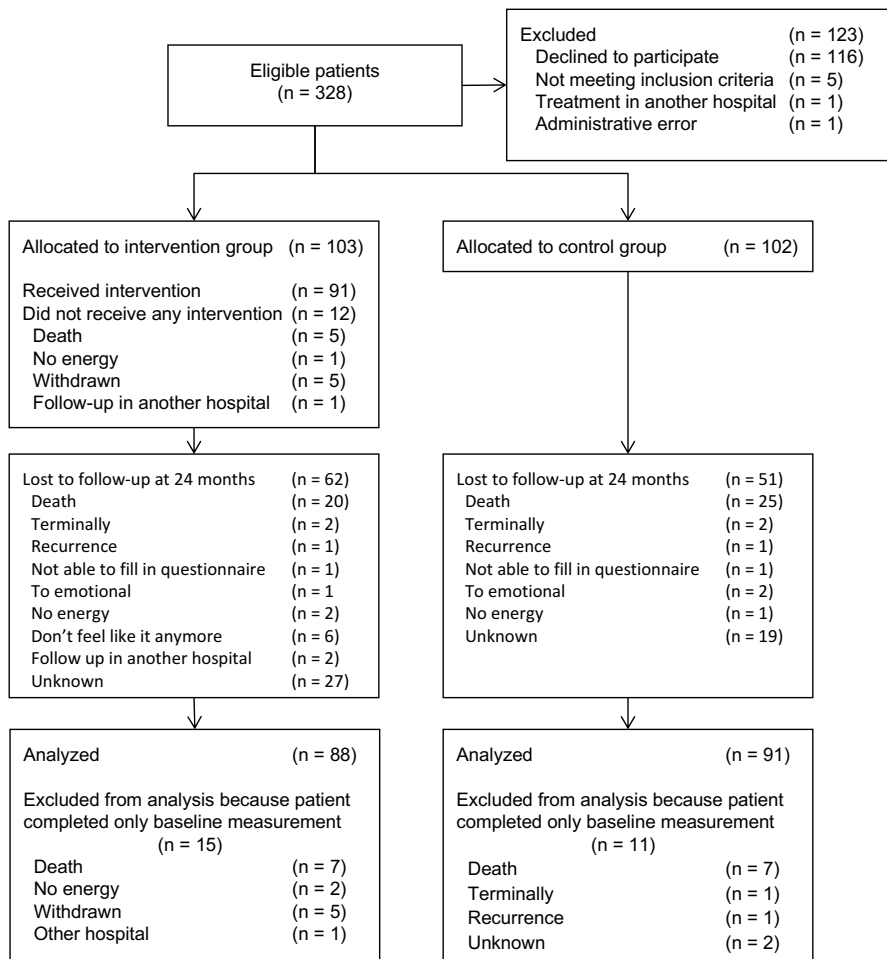 Eligible patients
(n = 328)
Excluded (n = 123)
Declined to participate (n = 116)
Not meeting inclusion criteria (n = 5)
Treatment in another hospital (n = 1)
Administrative error (n = 1)
Allocated to intervention group (n = 103)
Received intervention (n = 91)
Did not receive any intervention (n = 12)
Death (n = 5)
No energy (n = 1)
Withdrawn (n = 5)
Follow-up in another hospital (n = 1)
Allocated to control group (n = 102)
Lost to follow-up at 24 months (n = 62)
Death (n = 20)
Terminally (n = 2)
Recurrence (n = 1)
Not able to fill in questionnaire (n = 1)
To emotional (n = 1
No energy (n = 2)
Don't feel like it anymore (n = 6)
Follow up in another hospital (n = 2)
Unknown (n = 27)
Lost to follow-up at 24 months (n = 51)
Death (n = 25)
Terminally (n = 2)
Recurrence (n = 1)
Not able to fill in questionnaire (n = 1)
To emotional (n = 2)
No energy (n = 1)
Unknown (n = 19)
Analyzed (n = 88)
Excluded from analysis because patient
completed only baseline measurement
(n = 15)
Death (n = 7)
No energy (n = 2)
Withdrawn (n = 5)
Other hospital (n = 1)
Analyzed (n = 91)
Excluded from analysis because patient
completed only baseline measurement
(n = 11)
Death (n = 7)
Terminally (n = 1)
Recurrence (n = 1)
Unknown (n = 2)